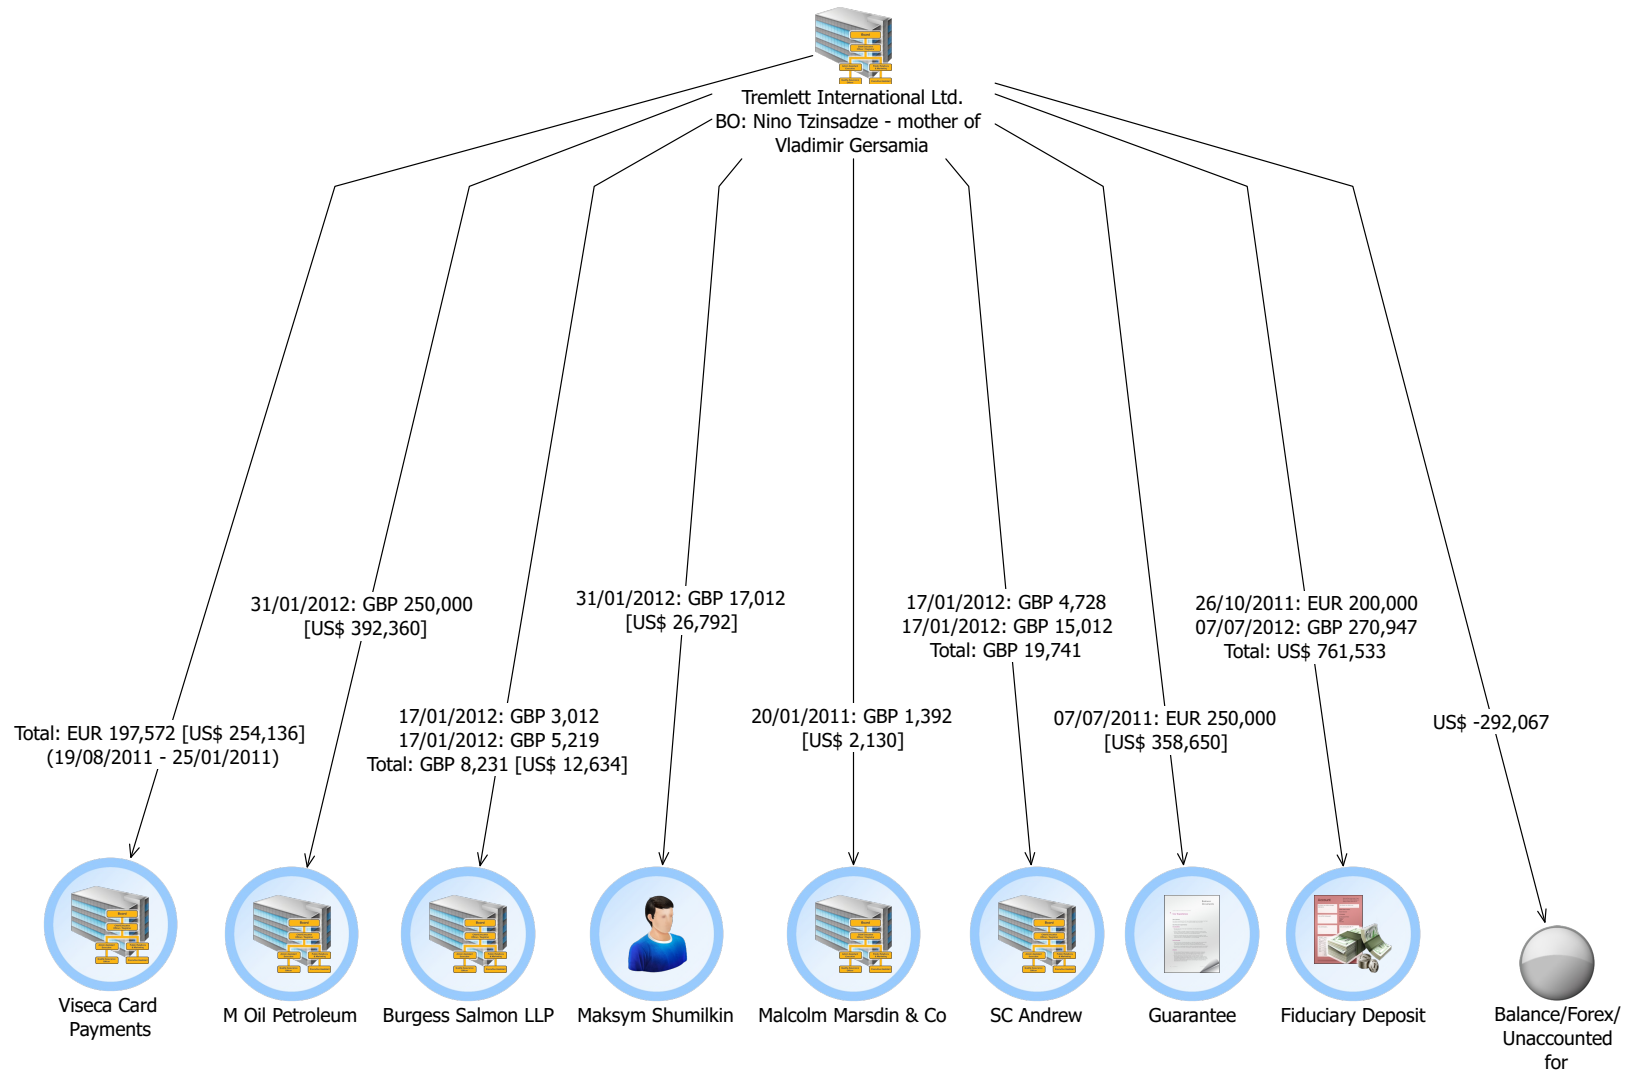 Tremlett International Ltd.
BO: Nino Tzinsadze - mother of
Vladimir Gersamia
Total: EUR 197,572 [US$ 254,136]
(19/08/2011 - 25/01/2011)
31/01/2012: GBP 250,000
[US$ 392,360]
17/01/2012: GBP 3,012
17/01/2012: GBP 5,219
Total: GBP 8,231 [US$ 12,634]
31/01/2012: GBP 17,012
[US$ 26,792]
20/01/2011: GBP 1,392
[US$ 2,130]
17/01/2012: GBP 4,728
17/01/2012: GBP 15,012
Total: GBP 19,741
07/07/2011: EUR 250,000
[US$ 358,650]
26/10/2011: EUR 200,000
07/07/2012: GBP 270,947
Total: US$ 761,533
US$ -292,067
Viseca Card
Payments
M Oil Petroleum
Burgess Salmon LLP
Maksym Shumilkin
Malcolm Marsdin & Co
SC Andrew
Guarantee
Fiduciary Deposit
Balance/Forex/
Unaccounted
for